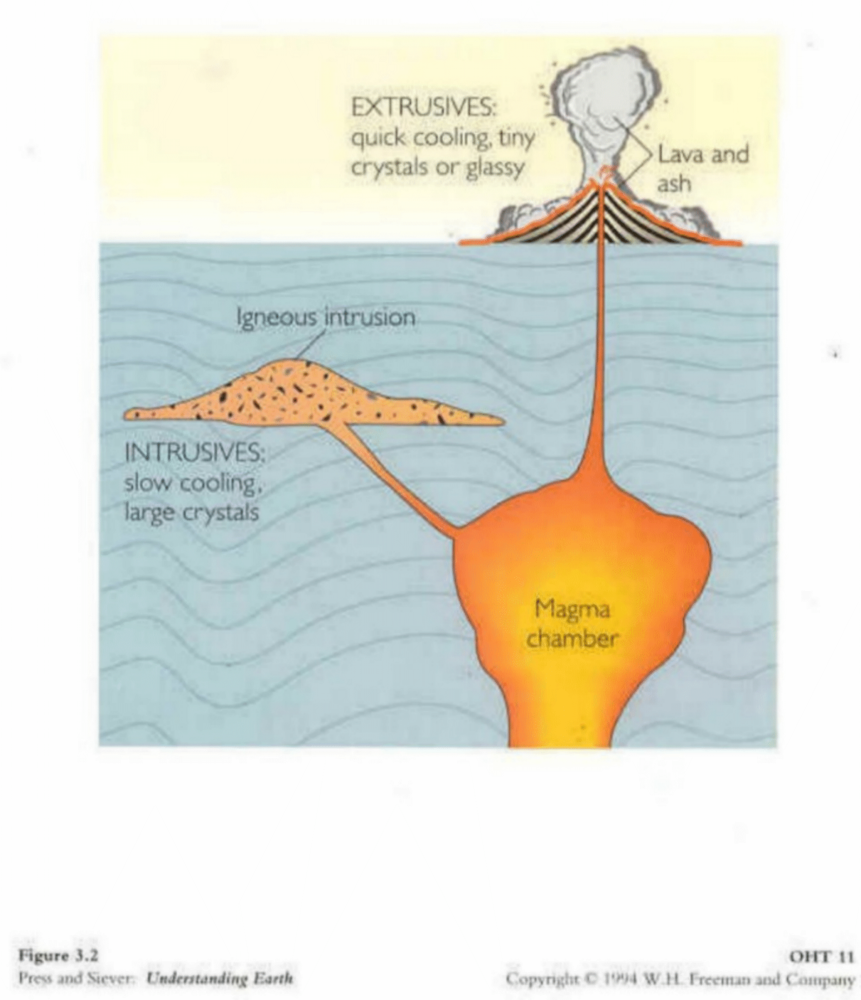 EXTRUSIVES:
quick cooling, tiny
crystals or glassy
Lava and
ash
Igneous intrusion
INTRUSIVES:
slow cooling,
large crystals
Magma
chamber
Figure 3.2
Press and Siever: Understanding Earth
OHT 11
Copyright © 1994 W.H. Freeman and Company